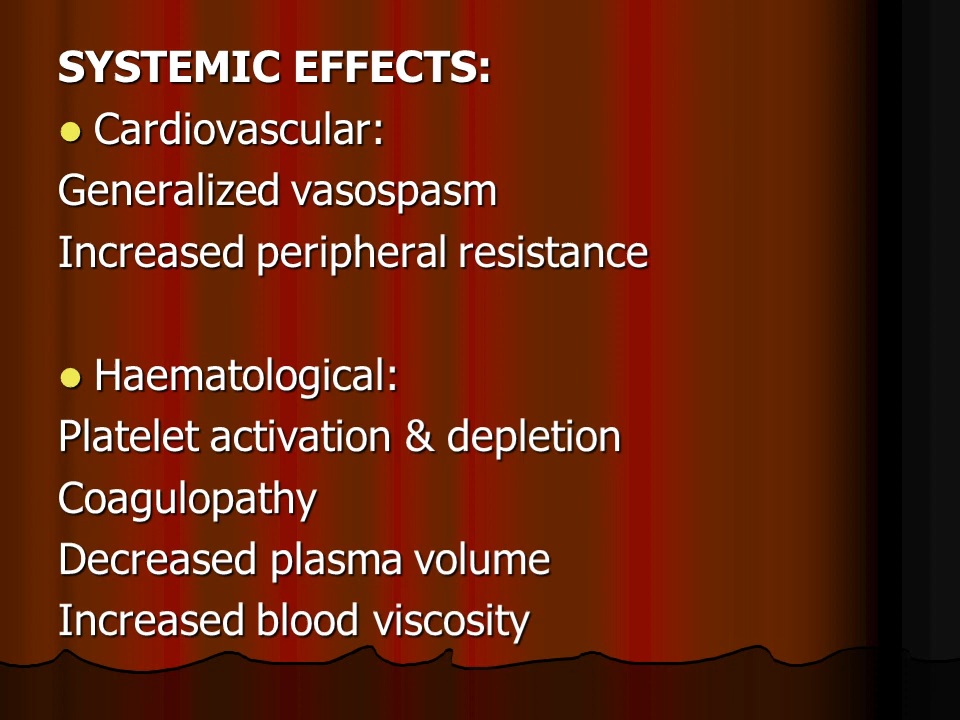 SYSTEMIC EFFECTS:
● Cardiovascular:
Generalized vasospasm
Increased peripheral resistance
● Haematological:
Platelet activation & depletion
Coagulopathy
Decreased plasma volume
Increased blood viscosity